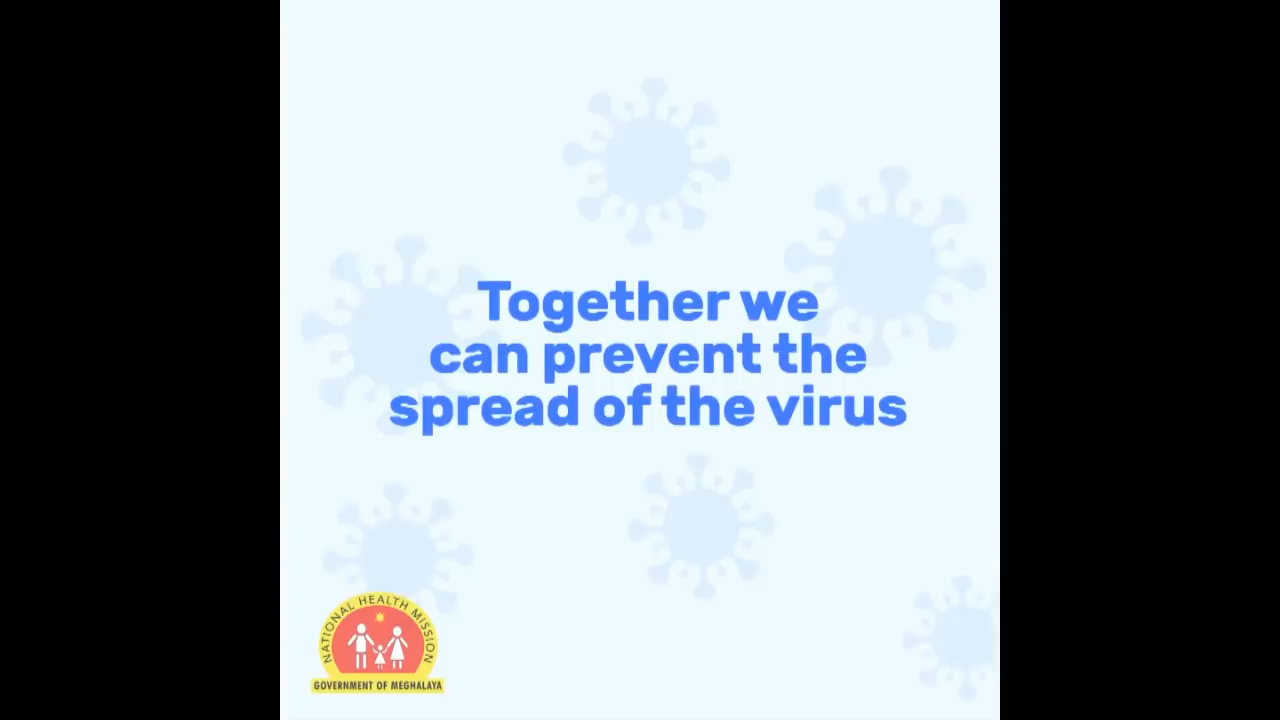 Together we
can prevent the
spread of the virus
NATIONAL HEALTH MISSION
GOVERNMENT OF MEGHALAYA